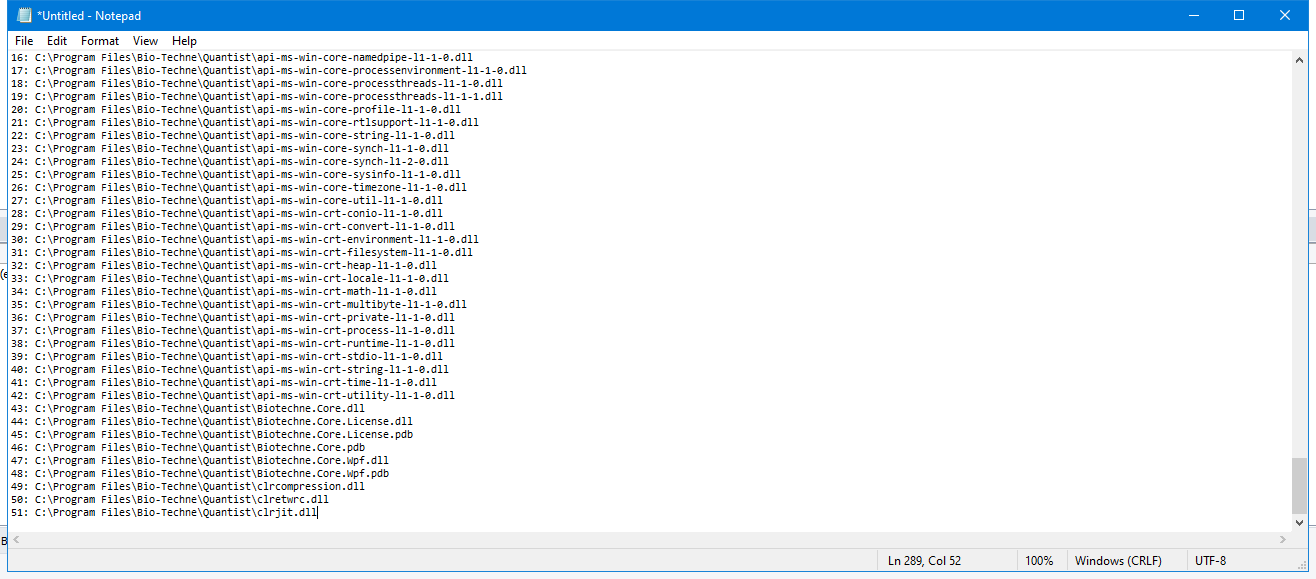 *Untitled - Notepad
File Edit Format View Help
16: C:\Program Files\Bio-Techne\Quantist\api-ms-win-core-namedpipe-l1-1-0.dll
17: C:\Program Files\Bio-Techne\Quantist\api-ms-win-core-processenvironment-l1-1-0.dll
18: C:\Program Files\Bio-Techne\Quantist\api-ms-win-core-processthreads-l1-1-0.dll
19: C:\Program Files\Bio-Techne\Quantist\api-ms-win-core-processthreads-l1-1-1.dll
20: C:\Program Files\Bio-Techne\Quantist\api-ms-win-core-profile-l1-1-0.dll
21: C:\Program Files\Bio-Techne\Quantist\api-ms-win-core-rtlsupport-l1-1-0.dll
22: C:\Program Files\Bio-Techne\Quantist\api-ms-win-core-string-l1-1-0.dll
23: C:\Program Files\Bio-Techne\Quantist\api-ms-win-core-synch-l1-1-0.dll
24: C:\Program Files\Bio-Techne\Quantist\api-ms-win-core-synch-l1-2-0.dll
25: C:\Program Files\Bio-Techne\Quantist\api-ms-win-core-sysinfo-l1-1-0.dll
26: C:\Program Files\Bio-Techne\Quantist\api-ms-win-core-timezone-l1-1-0.dll
27: C:\Program Files\Bio-Techne\Quantist\api-ms-win-core-util-l1-1-0.dll
28: C:\Program Files\Bio-Techne\Quantist\api-ms-win-crt-conio-l1-1-0.dll
29: C:\Program Files\Bio-Techne\Quantist\api-ms-win-crt-convert-l1-1-0.dll
30: C:\Program Files\Bio-Techne\Quantist\api-ms-win-crt-environment-l1-1-0.dll
31: C:\Program Files\Bio-Techne\Quantist\api-ms-win-crt-filesystem-l1-1-0.dll
32: C:\Program Files\Bio-Techne\Quantist\api-ms-win-crt-heap-l1-1-0.dll
33: C:\Program Files\Bio-Techne\Quantist\api-ms-win-crt-locale-l1-1-0.dll
34: C:\Program Files\Bio-Techne\Quantist\api-ms-win-crt-math-l1-1-0.dll
35: C:\Program Files\Bio-Techne\Quantist\api-ms-win-crt-multibyte-l1-1-0.dll
36: C:\Program Files\Bio-Techne\Quantist\api-ms-win-crt-private-l1-1-0.dll
37: C:\Program Files\Bio-Techne\Quantist\api-ms-win-crt-process-l1-1-0.dll
38: C:\Program Files\Bio-Techne\Quantist\api-ms-win-crt-runtime-l1-1-0.dll
39: C:\Program Files\Bio-Techne\Quantist\api-ms-win-crt-stdio-l1-1-0.dll
40: C:\Program Files\Bio-Techne\Quantist\api-ms-win-crt-string-l1-1-0.dll
41: C:\Program Files\Bio-Techne\Quantist\api-ms-win-crt-time-l1-1-0.dll
42: C:\Program Files\Bio-Techne\Quantist\api-ms-win-crt-utility-l1-1-0.dll
43: C:\Program Files\Bio-Techne\Quantist\Biotechne.Core.dll
44: C:\Program Files\Bio-Techne\Quantist\Biotechne.Core.License.dll
45: C:\Program Files\Bio-Techne\Quantist\Biotechne.Core.License.pdb
46: C:\Program Files\Bio-Techne\Quantist\Biotechne.Core.pdb
47: C:\Program Files\Bio-Techne\Quantist\Biotechne.Core.Wpf.dll
48: C:\Program Files\Bio-Techne\Quantist\Biotechne.Core.Wpf.pdb
49: C:\Program Files\Bio-Techne\Quantist\clrcompression.dll
50: C:\Program Files\Bio-Techne\Quantist\clretwrc.dll
51: C:\Program Files\Bio-Techne\Quantist\clrjit.dll
Ln 289, Col 52 100% Windows (CRLF) UTF-8